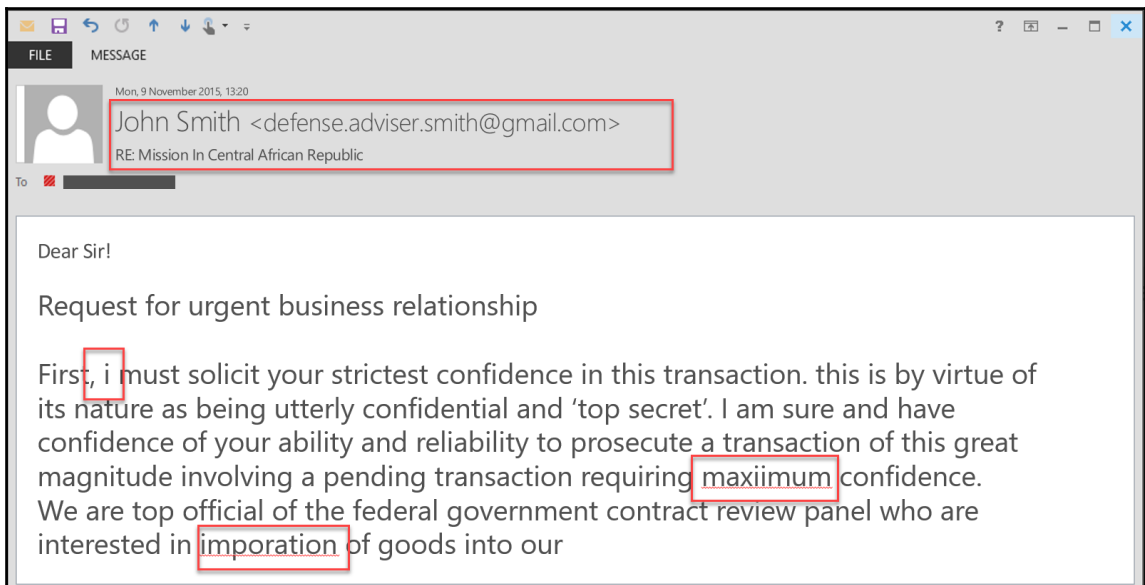 ?
FILE MESSAGE
Mon, 9 November 2015, 13:20
John Smith <defense.adviser.smith@gmail.com>
RE: Mission In Central African Republic
To
Dear Sir!
Request for urgent business relationship
First, i must solicit your strictest confidence in this transaction. this is by virtue of
its nature as being utterly confidential and ‘top secret’. I am sure and have
confidence of your ability and reliability to prosecute a transaction of this great
magnitude involving a pending transaction requiring maxiimum confidence.
We are top official of the federal government contract review panel who are
interested in imporation of goods into our